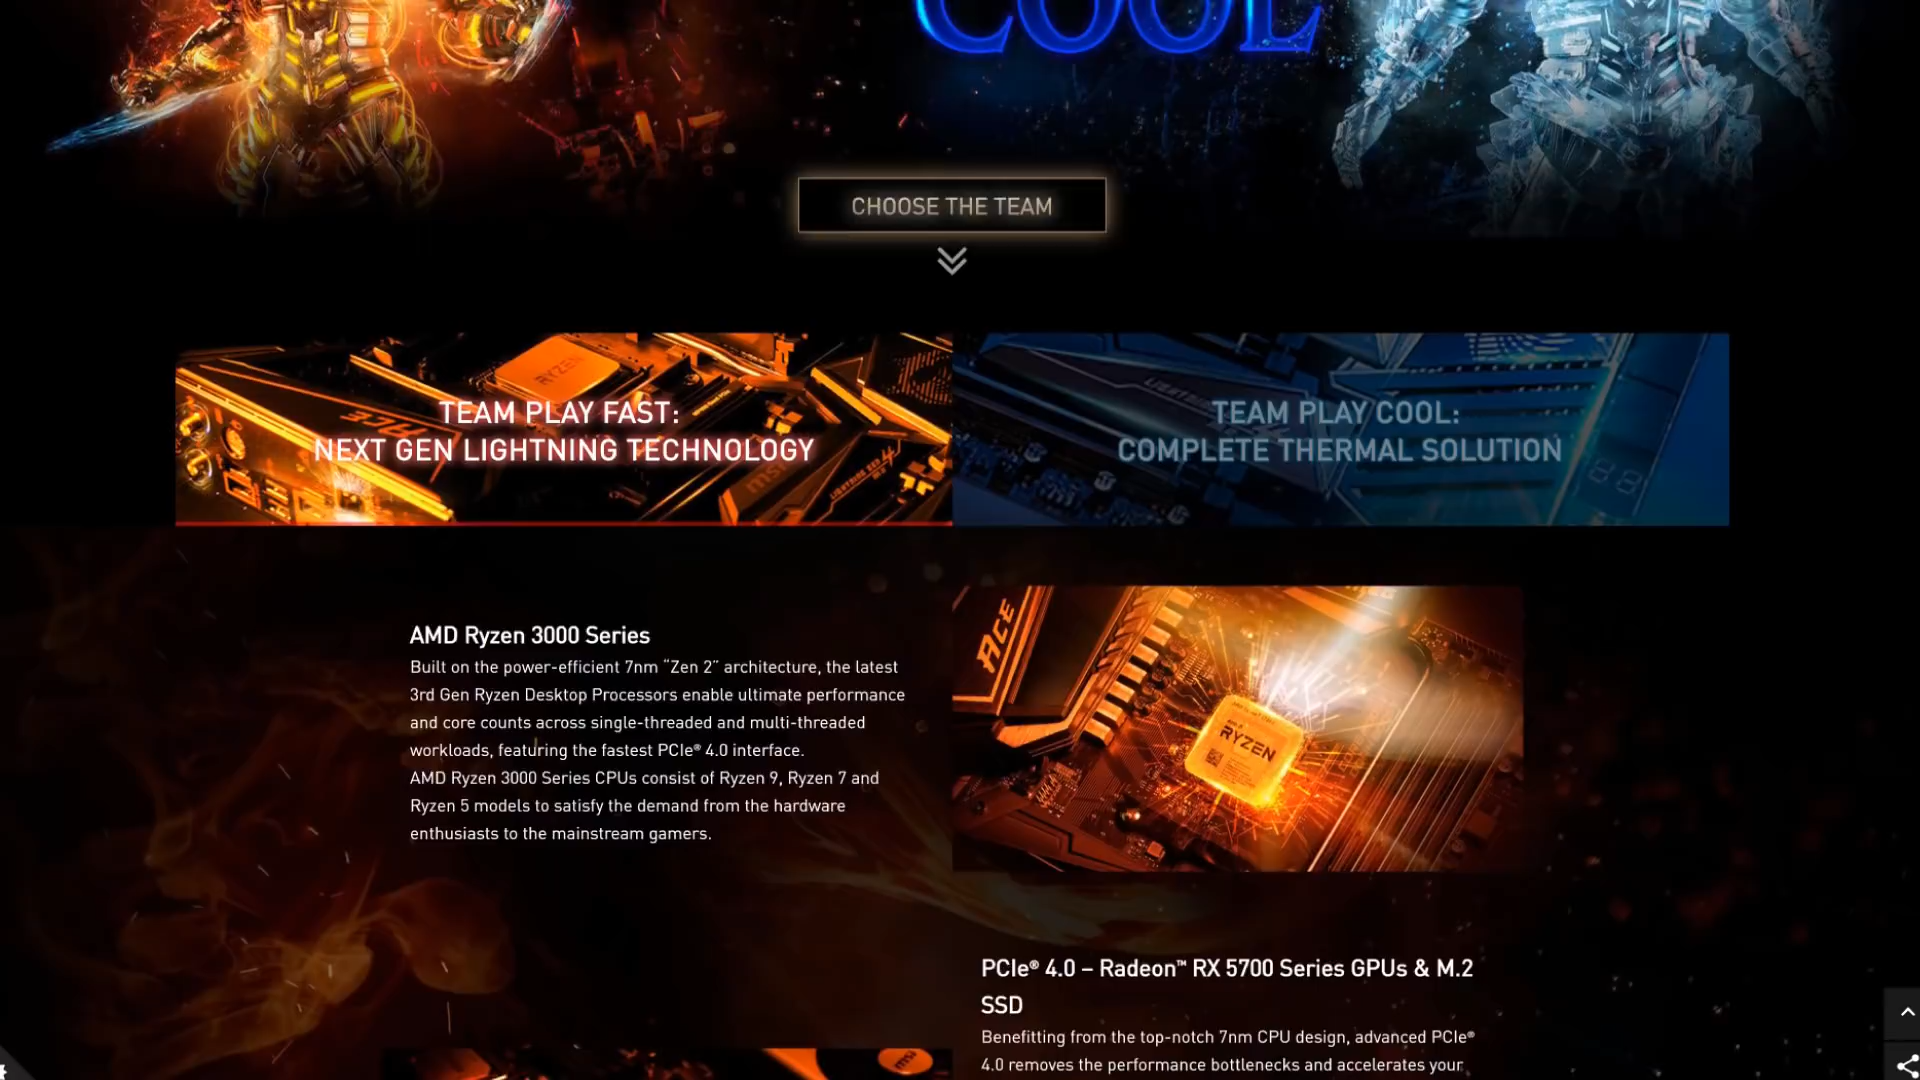 COOL
CHOOSE THE TEAM
RYZEN
ACE
TEAM PLAY FAST:
NEXT GEN LIGHTNING TECHNOLOGY
msi
TEAM PLAY COOL:
COMPLETE THERMAL SOLUTION
AMD Ryzen 3000 Series
Built on the power-efficient 7nm “Zen 2” architecture, the latest
3rd Gen Ryzen Desktop Processors enable ultimate performance
and core counts across single-threaded and multi-threaded
workloads, featuring the fastest PCIe® 4.0 interface.
AMD Ryzen 3000 Series CPUs consist of Ryzen 9, Ryzen 7 and
Ryzen 5 models to satisfy the demand from the hardware
enthusiasts to the mainstream gamers.
ACE
RYZEN
PCIe® 4.0 – Radeon™ RX 5700 Series GPUs & M.2
SSD
Benefitting from the top-notch 7nm CPU design, advanced PCIe®
4.0 removes the performance bottlenecks and accelerates your
msi